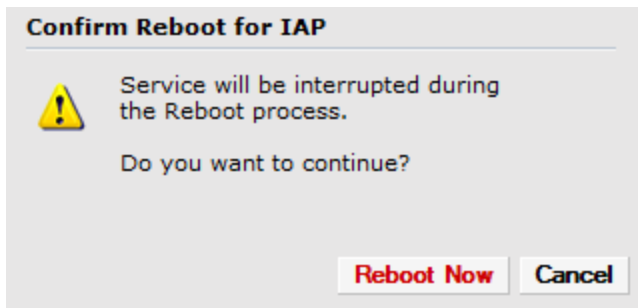 Confirm Reboot for IAP
Service will be interrupted during
the Reboot process.
Do you want to continue?
Reboot Now Cancel